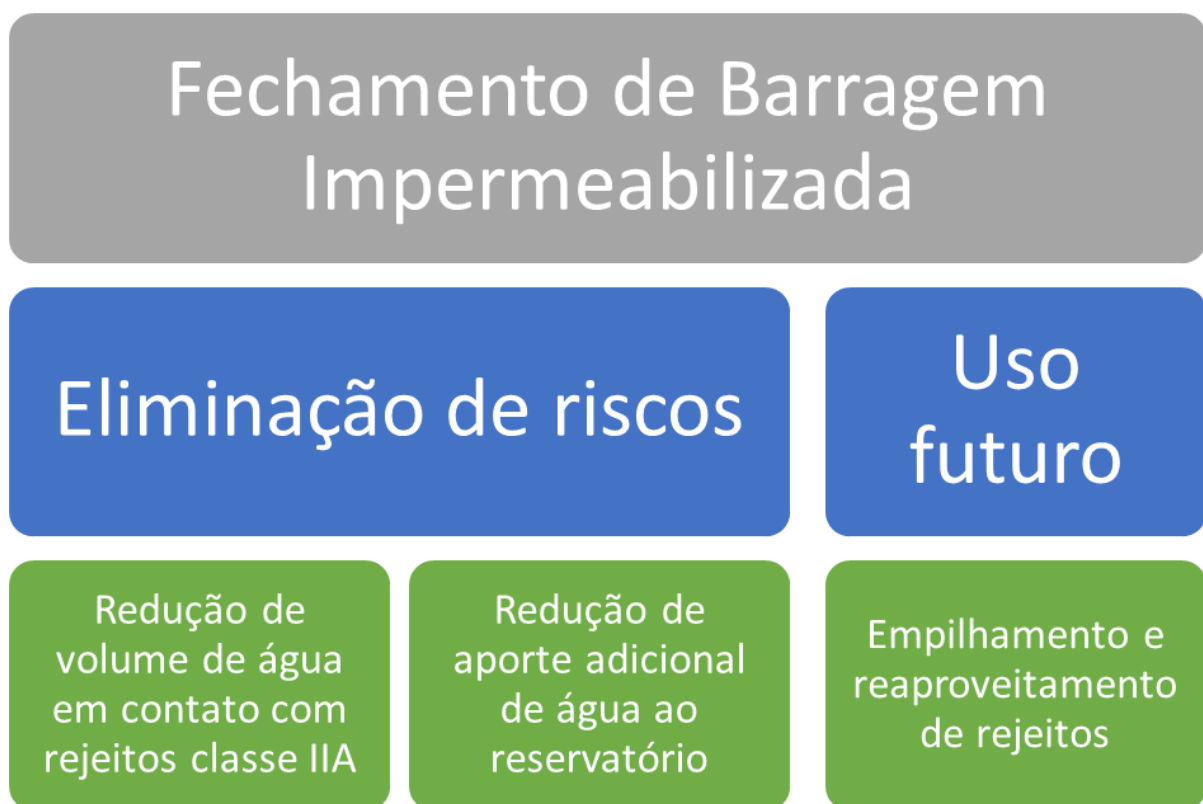 Fechamento de Barragem
Impermeabilizada
Eliminação de riscos
Uso
futuro
Redução de
volume de água
em contato com
rejeitos classe IIA
Redução de
aporte adicional
de água ao
reservatório
Empilhamento e
reaproveitamento
de rejeitos